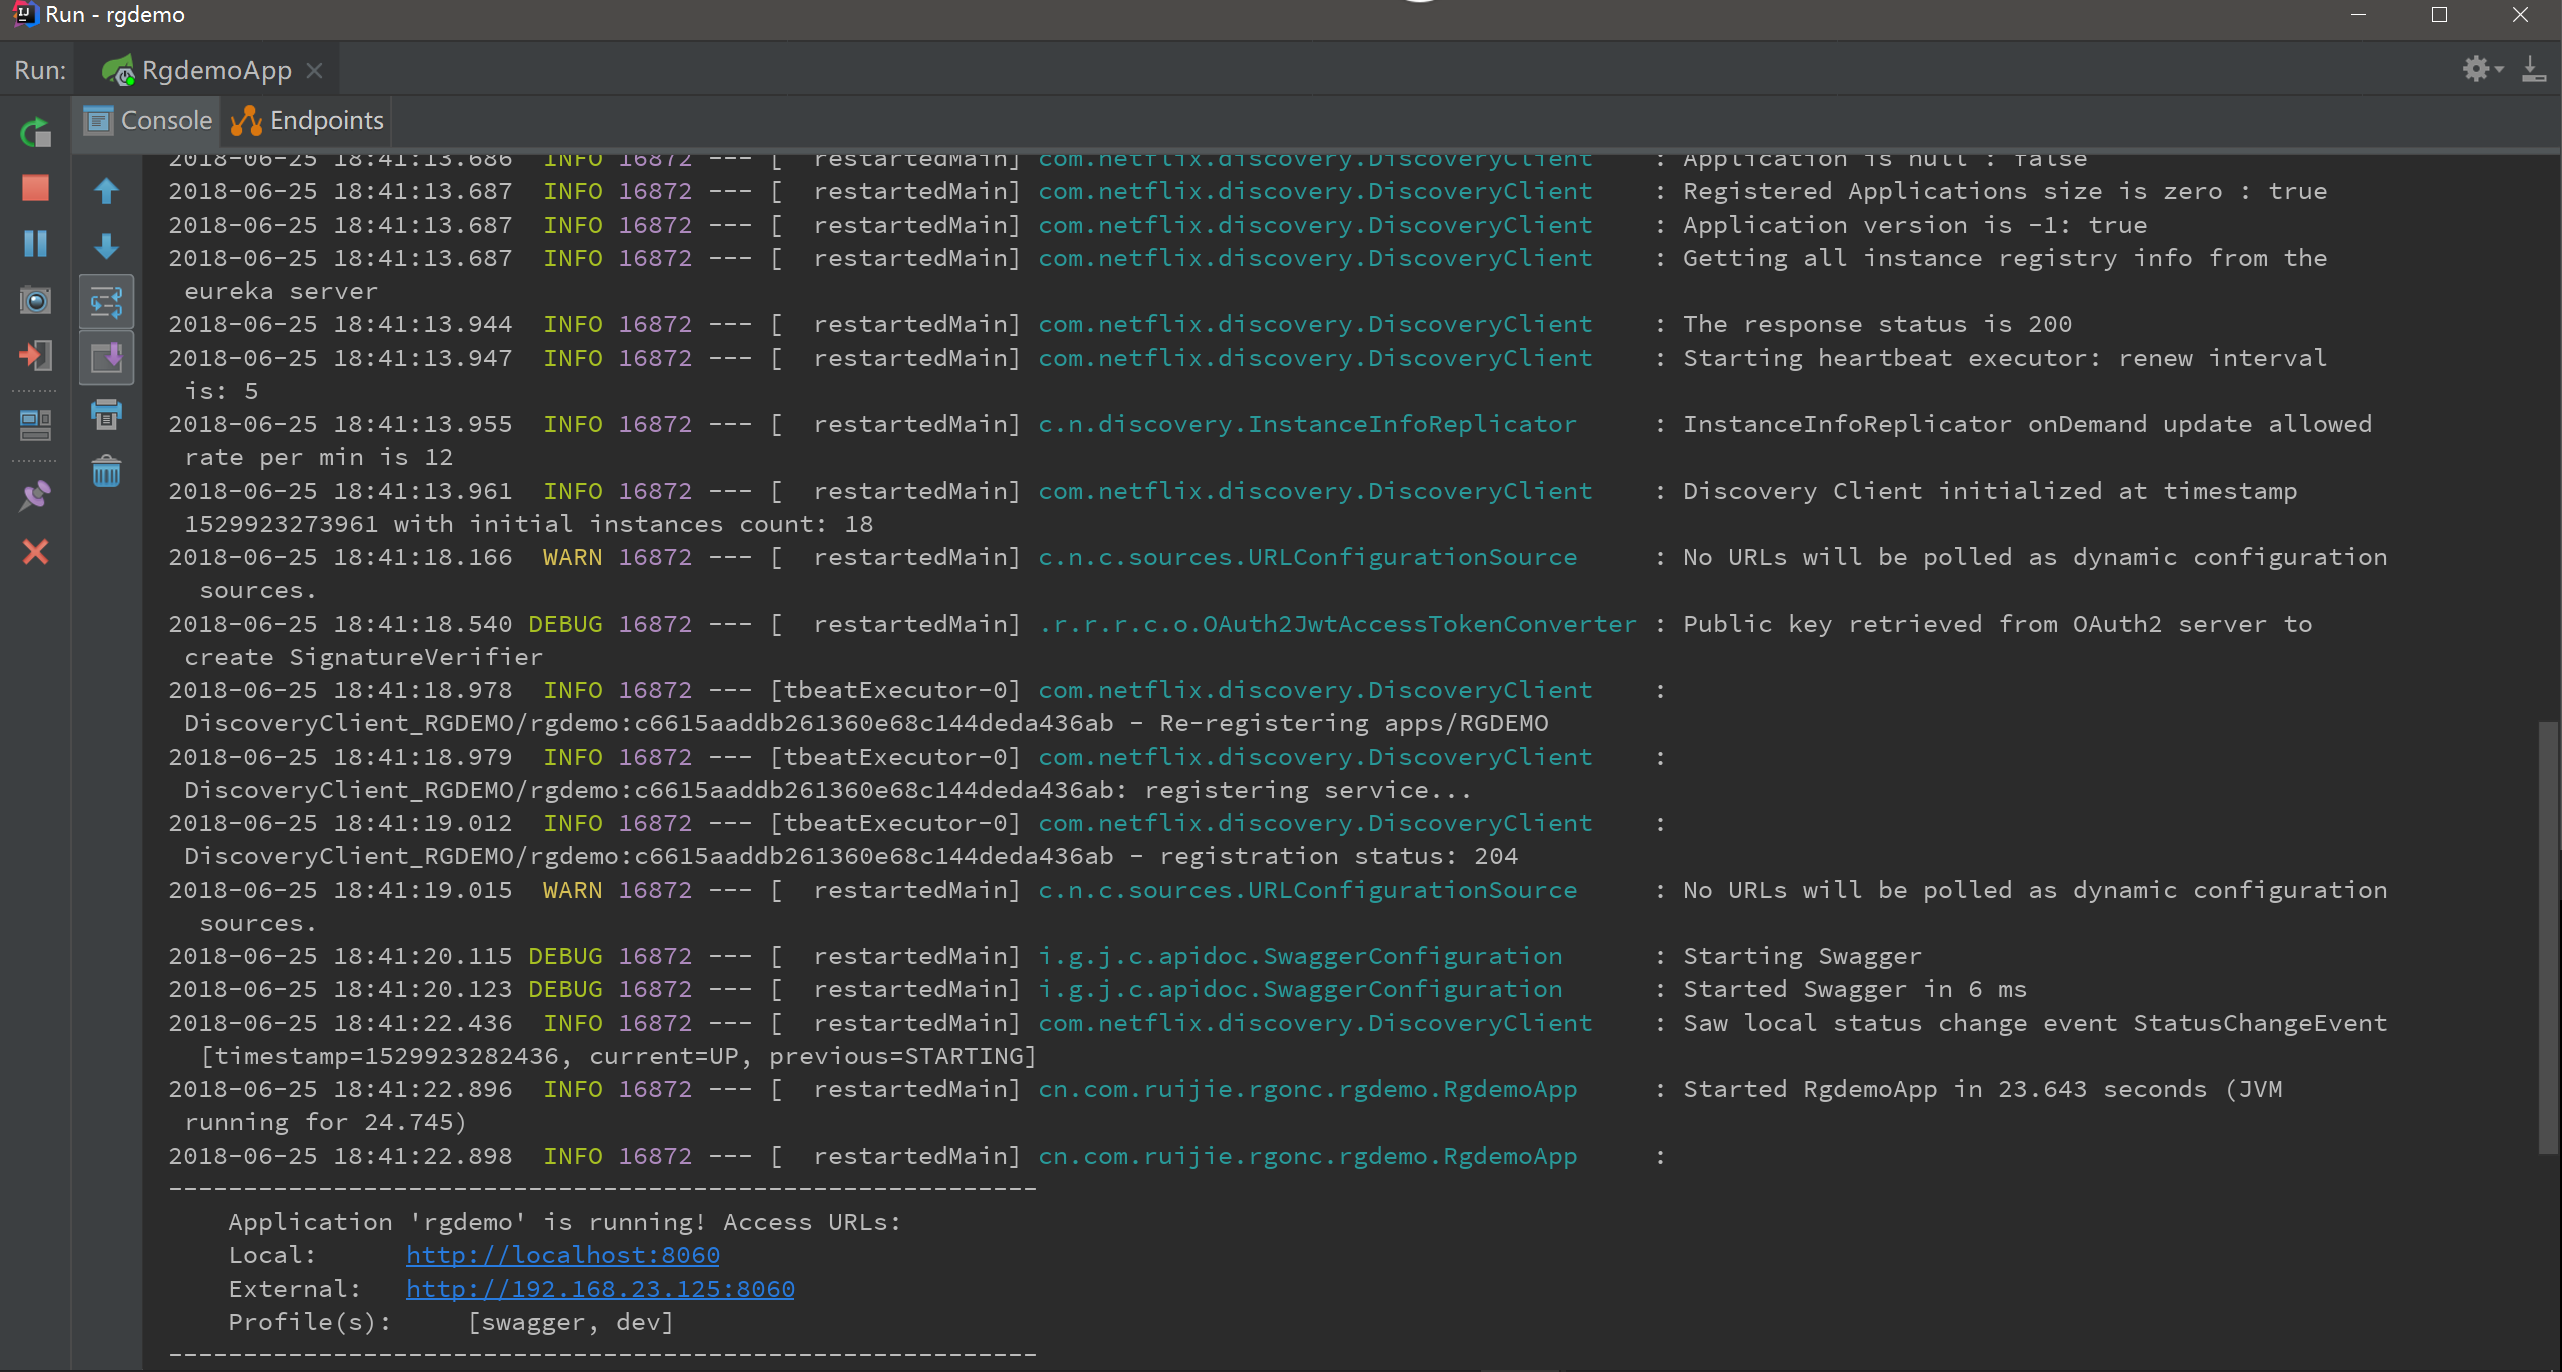 Run - rgdemo
Run: RgdemoApp
Console Endpoints
2018-06-25 18:41:13.686  INFO 16872 --- [  restartedMain] com.netflix.discovery.DiscoveryClient    : Application is null : false
2018-06-25 18:41:13.687  INFO 16872 --- [  restartedMain] com.netflix.discovery.DiscoveryClient    : Registered Applications size is zero : true
2018-06-25 18:41:13.687  INFO 16872 --- [  restartedMain] com.netflix.discovery.DiscoveryClient    : Application version is -1: true
2018-06-25 18:41:13.687  INFO 16872 --- [  restartedMain] com.netflix.discovery.DiscoveryClient    : Getting all instance registry info from the
eureka server
2018-06-25 18:41:13.944  INFO 16872 --- [  restartedMain] com.netflix.discovery.DiscoveryClient    : The response status is 200
2018-06-25 18:41:13.947  INFO 16872 --- [  restartedMain] com.netflix.discovery.DiscoveryClient    : Starting heartbeat executor: renew interval
is: 5
2018-06-25 18:41:13.955  INFO 16872 --- [  restartedMain] c.n.discovery.InstanceInfoReplicator     : InstanceInfoReplicator onDemand update allowed
rate per min is 12
2018-06-25 18:41:13.961  INFO 16872 --- [  restartedMain] com.netflix.discovery.DiscoveryClient    : Discovery Client initialized at timestamp
1529923273961 with initial instances count: 18
2018-06-25 18:41:18.166  WARN 16872 --- [  restartedMain] c.n.c.sources.URLConfigurationSource     : No URLs will be polled as dynamic configuration
sources.
2018-06-25 18:41:18.540 DEBUG 16872 --- [  restartedMain] .r.r.r.c.o.OAuth2JwtAccessTokenConverter : Public key retrieved from OAuth2 server to
create SignatureVerifier
2018-06-25 18:41:18.978  INFO 16872 --- [tbeatExecutor-0] com.netflix.discovery.DiscoveryClient    :
DiscoveryClient_RGDEMO/rgdemo:c6615aaddb261360e68c144deda436ab - Re-registering apps/RGDEMO
2018-06-25 18:41:18.979  INFO 16872 --- [tbeatExecutor-0] com.netflix.discovery.DiscoveryClient    :
DiscoveryClient_RGDEMO/rgdemo:c6615aaddb261360e68c144deda436ab: registering service...
2018-06-25 18:41:19.012  INFO 16872 --- [tbeatExecutor-0] com.netflix.discovery.DiscoveryClient    :
DiscoveryClient_RGDEMO/rgdemo:c6615aaddb261360e68c144deda436ab - registration status: 204
2018-06-25 18:41:19.015  WARN 16872 --- [  restartedMain] c.n.c.sources.URLConfigurationSource     : No URLs will be polled as dynamic configuration
sources.
2018-06-25 18:41:20.115 DEBUG 16872 --- [  restartedMain] i.g.j.c.apidoc.SwaggerConfiguration      : Starting Swagger
2018-06-25 18:41:20.123 DEBUG 16872 --- [  restartedMain] i.g.j.c.apidoc.SwaggerConfiguration      : Started Swagger in 6 ms
2018-06-25 18:41:22.436  INFO 16872 --- [  restartedMain] com.netflix.discovery.DiscoveryClient    : Saw local status change event StatusChangeEvent
[timestamp=1529923282436, current=UP, previous=STARTING]
2018-06-25 18:41:22.896  INFO 16872 --- [  restartedMain] cn.com.ruijie.rgonc.rgdemo.RgdemoApp     : Started RgdemoApp in 23.643 seconds (JVM
running for 24.745)
2018-06-25 18:41:22.898  INFO 16872 --- [  restartedMain] cn.com.ruijie.rgonc.rgdemo.RgdemoApp     :
----------------------------------------------------------
Application 'rgdemo' is running! Access URLs:
Local: http://localhost:8060
External: http://192.168.23.125:8060
Profile(s): [swagger, dev]
----------------------------------------------------------